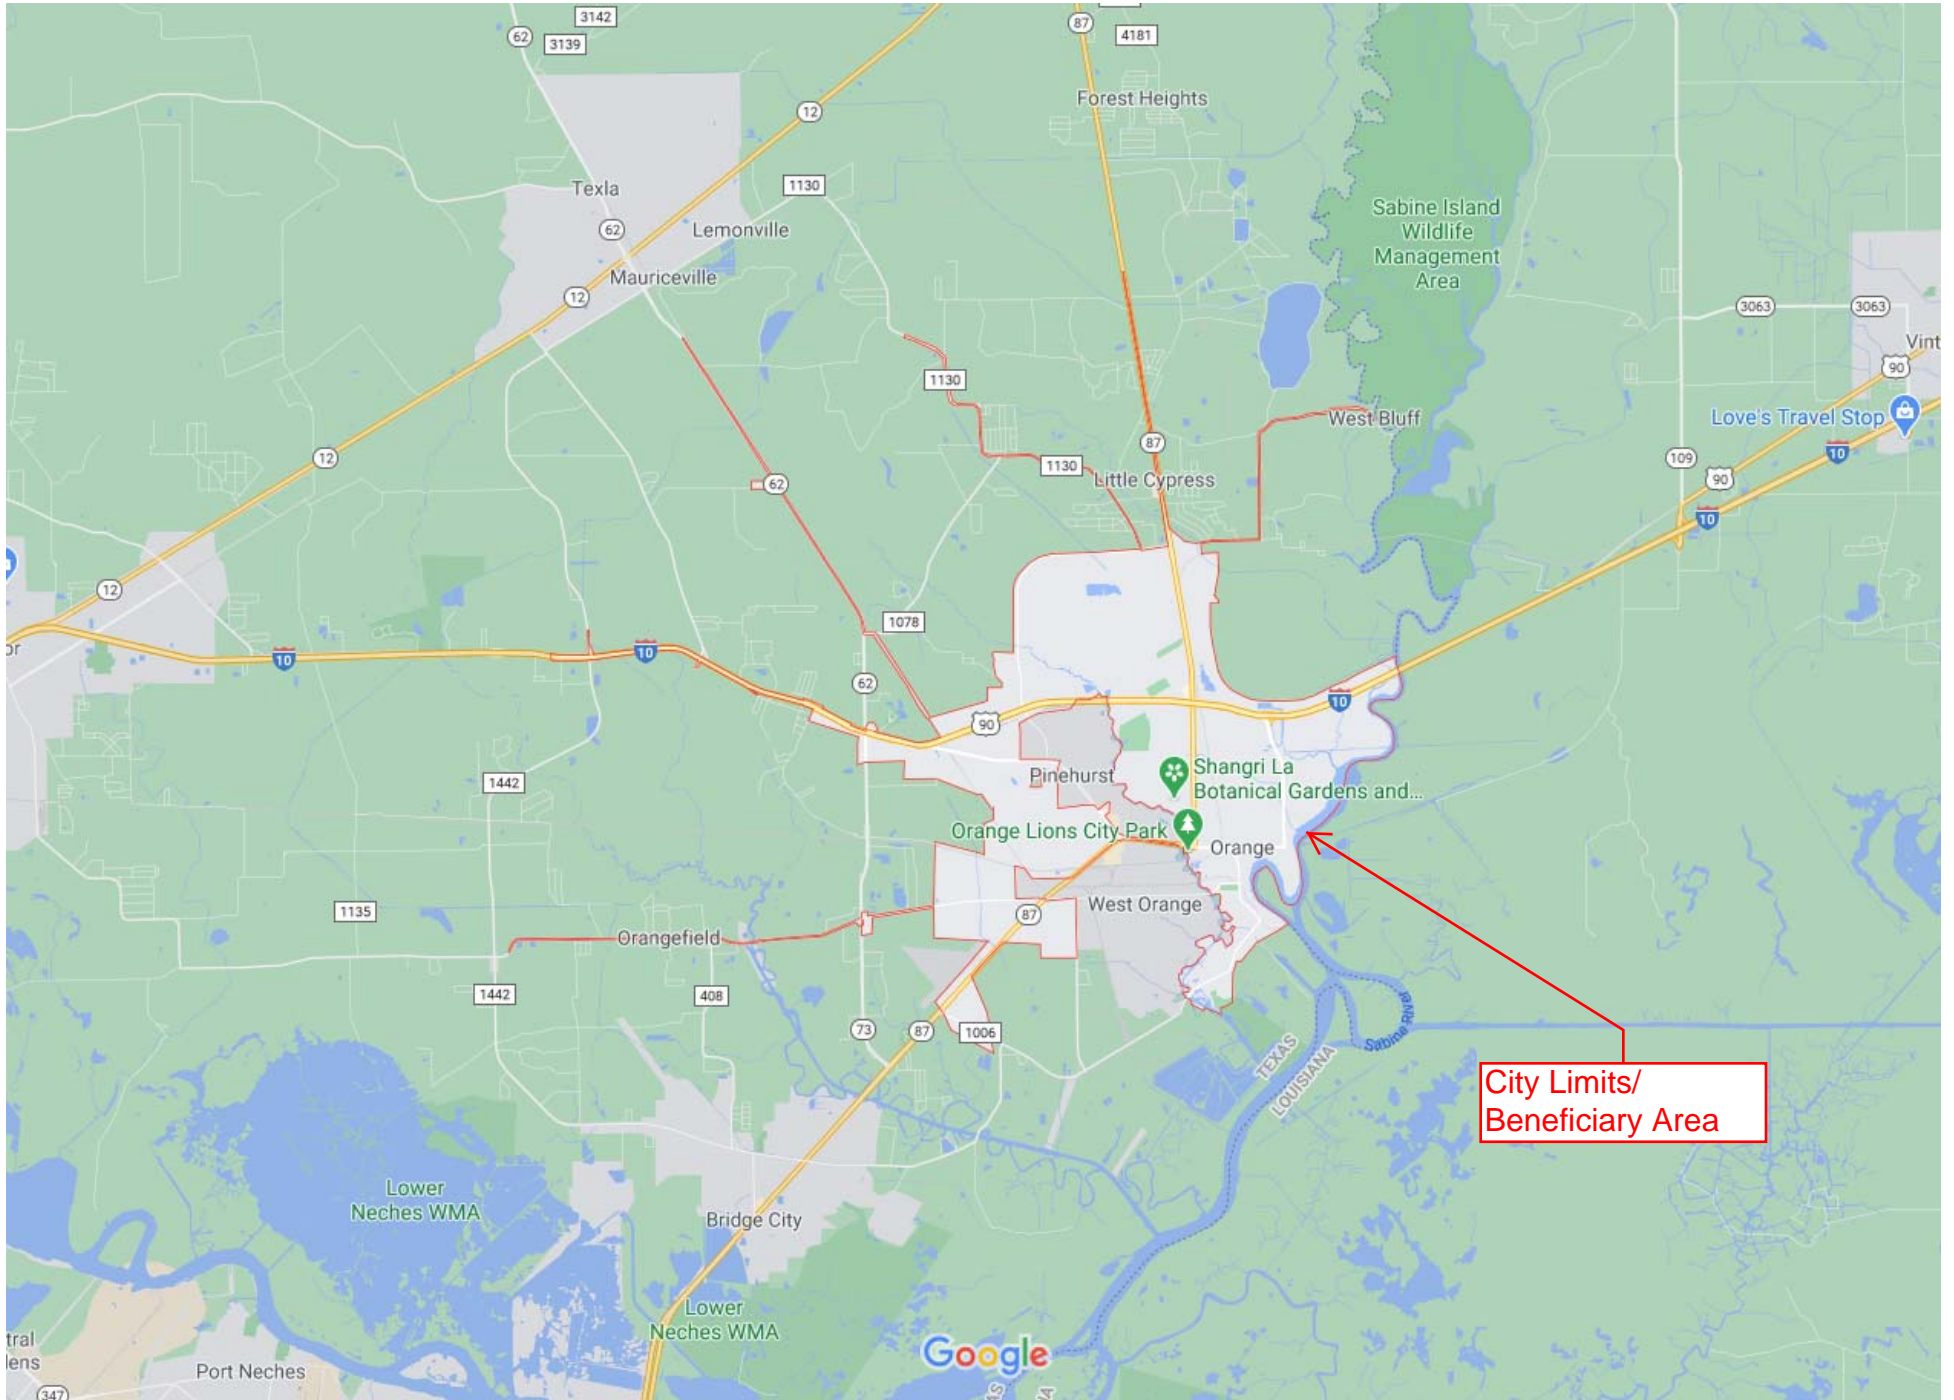 3142
62
3139
87
4181
Forest Heights
12
1130
Texla
62
Lemonville
Mauriceville
12
Sabine Island
Wildlife
Management
Area
3063
3063
Vint
90
1130
West Bluff
Love's Travel Stop
87
10
12
1130
109
Little Cypress
62
90
10
12
1078
or
10
10
62
10
90
Pinehurst
Shangri La
Botanical Gardens and...
1442
Orange Lions City Park
Orange
1135
West Orange
87
Orangefield
1442
408
73
87
1006
Sabine River
TEXAS
LOUISIANA
City Limits/
Beneficiary Area
Lower
Neches WMA
Bridge City
Lower
Neches WMA
Google
tral
lens
Port Neches
347